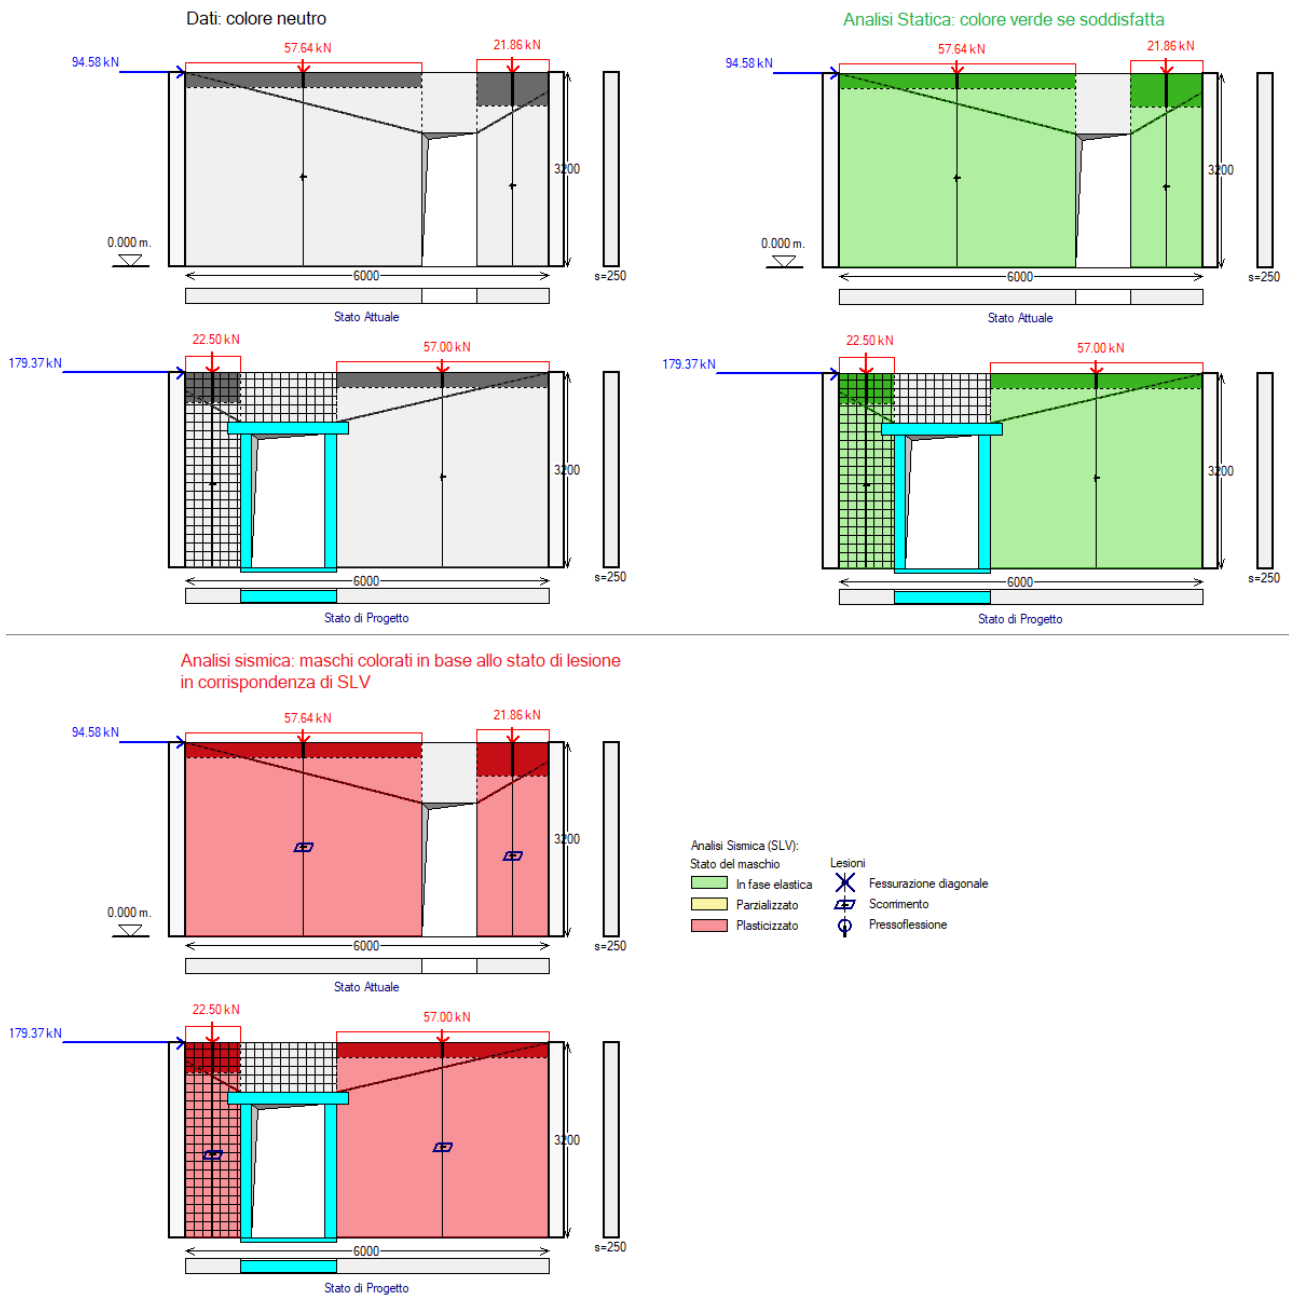 Dati: colore neutro
Analisi Statica: colore verde se soddisfatta
57.64 kN
21.86 kN
94.58 kN
3200
0.000 m.
6000
s=250
Stato Attuale
57.64 kN
21.86 kN
94.58 kN
3200
0.000 m.
6000
s=250
Stato Attuale
22.50 kN
57.00 kN
179.37 kN
3200
6000
s=250
Stato di Progetto
22.50 kN
57.00 kN
179.37 kN
3200
6000
s=250
Stato di Progetto
Analisi sismica: maschi colorati in base allo stato di lesione
in corrispondenza di SLV
57.64 kN
21.86 kN
94.58 kN
3200
0.000 m.
6000
s=250
Stato Attuale
Analisi Sismica (SLV):
Stato del maschio
Lesioni
In fase elastica
Fessurazione diagonale
Parzializzato
Scorrimento
Plasticizzato
Pressoflessione
22.50 kN
57.00 kN
179.37 kN
3200
6000
s=250
Stato di Progetto